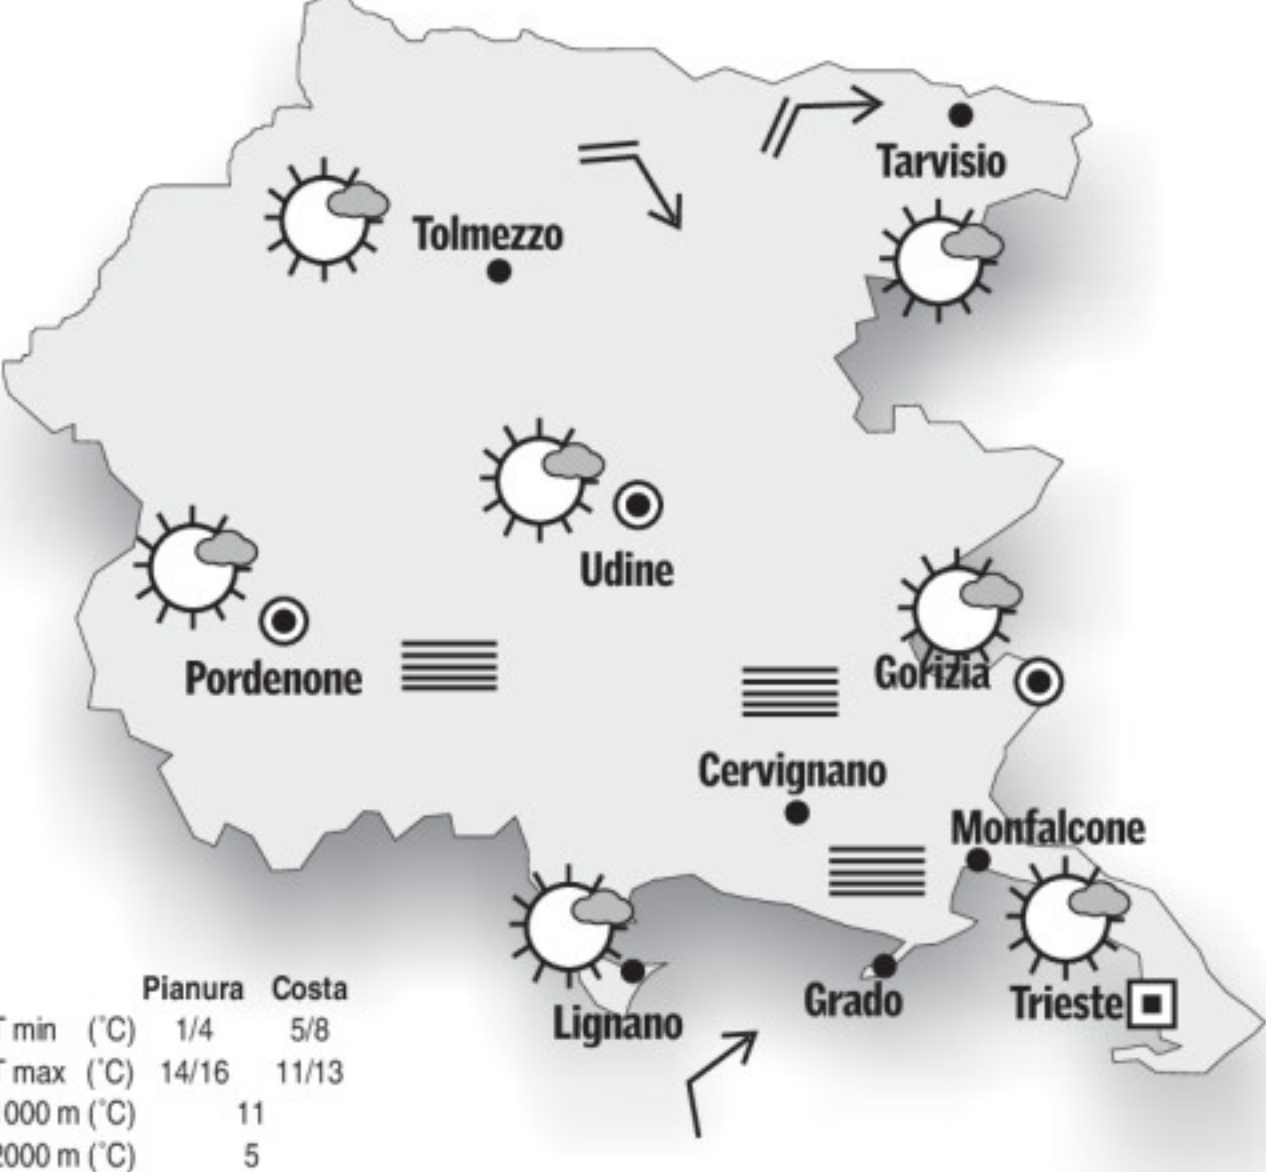 Tarvisio
Tolmezzo
Udine
Pordenone
Gorizia
Cervignano
Monfalcone
Grado
Trieste
Lignano
Pianura Costa
T min (°C) 1/4 5/8
T max (°C) 14/16 11/13
000 m (°C) 11
2000 m (°C) 5